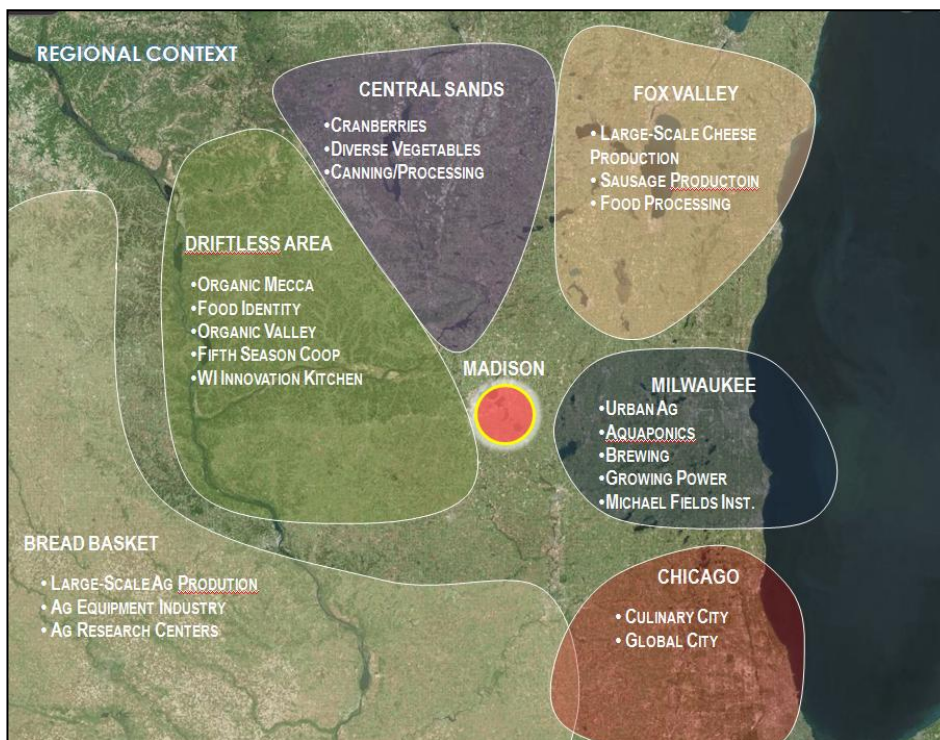 REGIONAL CONTEXT
CENTRAL SANDS
•CRANBERRIES
•DIVERSE VEGETABLES
•CANNING/PROCESSING
FOX VALLEY
• LARGE-SCALE CHEESE
PRODUCTION
• SAUSAGE PRODUCTOIN
• FOOD PROCESSING
DRIFTLESS AREA
•ORGANIC MECCA
•FOOD IDENTITY
•ORGANIC VALLEY
•FIFTH SEASON COOP
•WI INNOVATION KITCHEN
MADISON
MILWAUKEE
•URBAN AG
•AQUAPONICS
•BREWING
•GROWING POWER
•MICHAEL FIELDS INST.
BREAD BASKET
• LARGE-SCALE AG PRODUTION
• AG EQUIPMENT INDUSTRY
• AG RESEARCH CENTERS
CHICAGO
• CULINARY CITY
• GLOBAL CITY